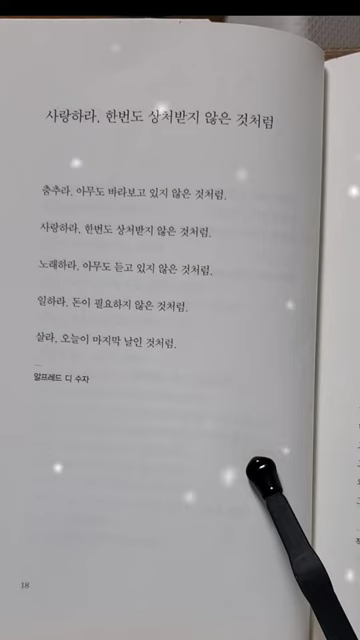 사랑하라, 한번도 상처받지 않은 것처럼
춤추라, 아무도 바라보고 있지 않은 것처럼.
사랑하라, 한번도 상처받지 않은 것처럼.
노래하라, 아무도 듣고 있지 않은 것처럼.
일하라, 돈이 필요하지 않은 것처럼.
살라, 오늘이 마지막 날인 것처럼.
알프레드 디 수자
18